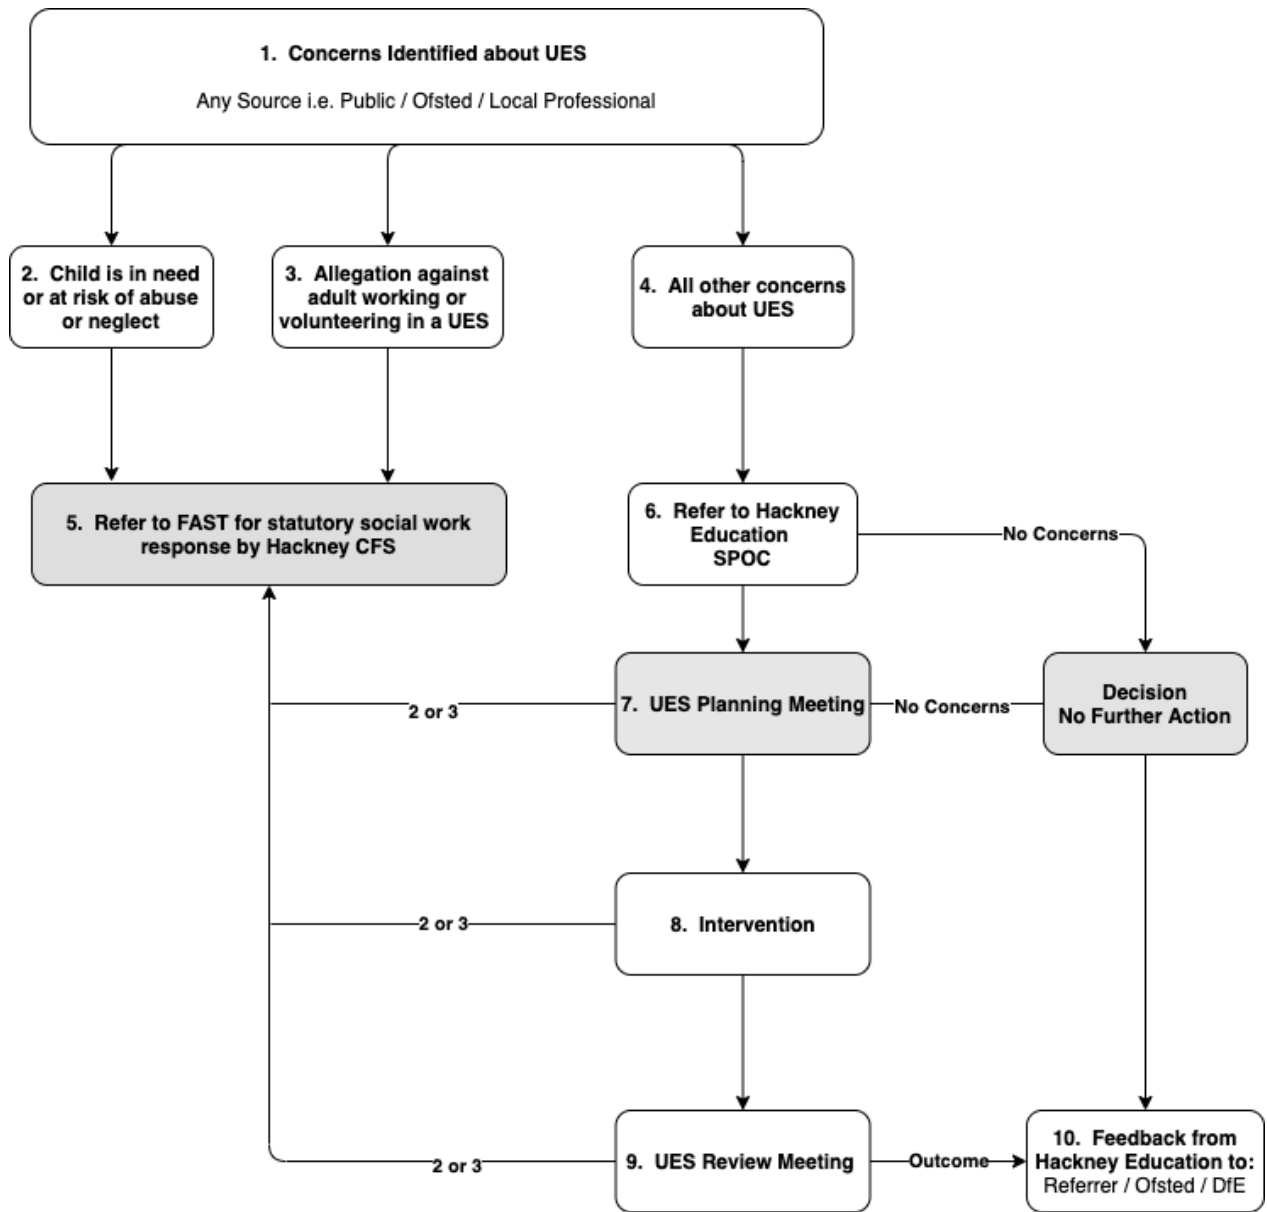 1. Concerns Identified about UES
Any Source i.e. Public / Ofsted / Local Professional
2. Child is in need
or at risk of abuse
or neglect
3. Allegation against
adult working or
volunteering in a UES
4. All other concerns
about UES
5. Refer to FAST for statutory social work
response by Hackney CFS
6. Refer to Hackney
Education
SPOC
No Concerns
2 or 3
7. UES Planning Meeting
No Concerns
Decision
No Further Action
2 or 3
8. Intervention
2 or 3
9. UES Review Meeting
Outcome
10. Feedback from
Hackney Education to:
Referrer / Ofsted / DfE